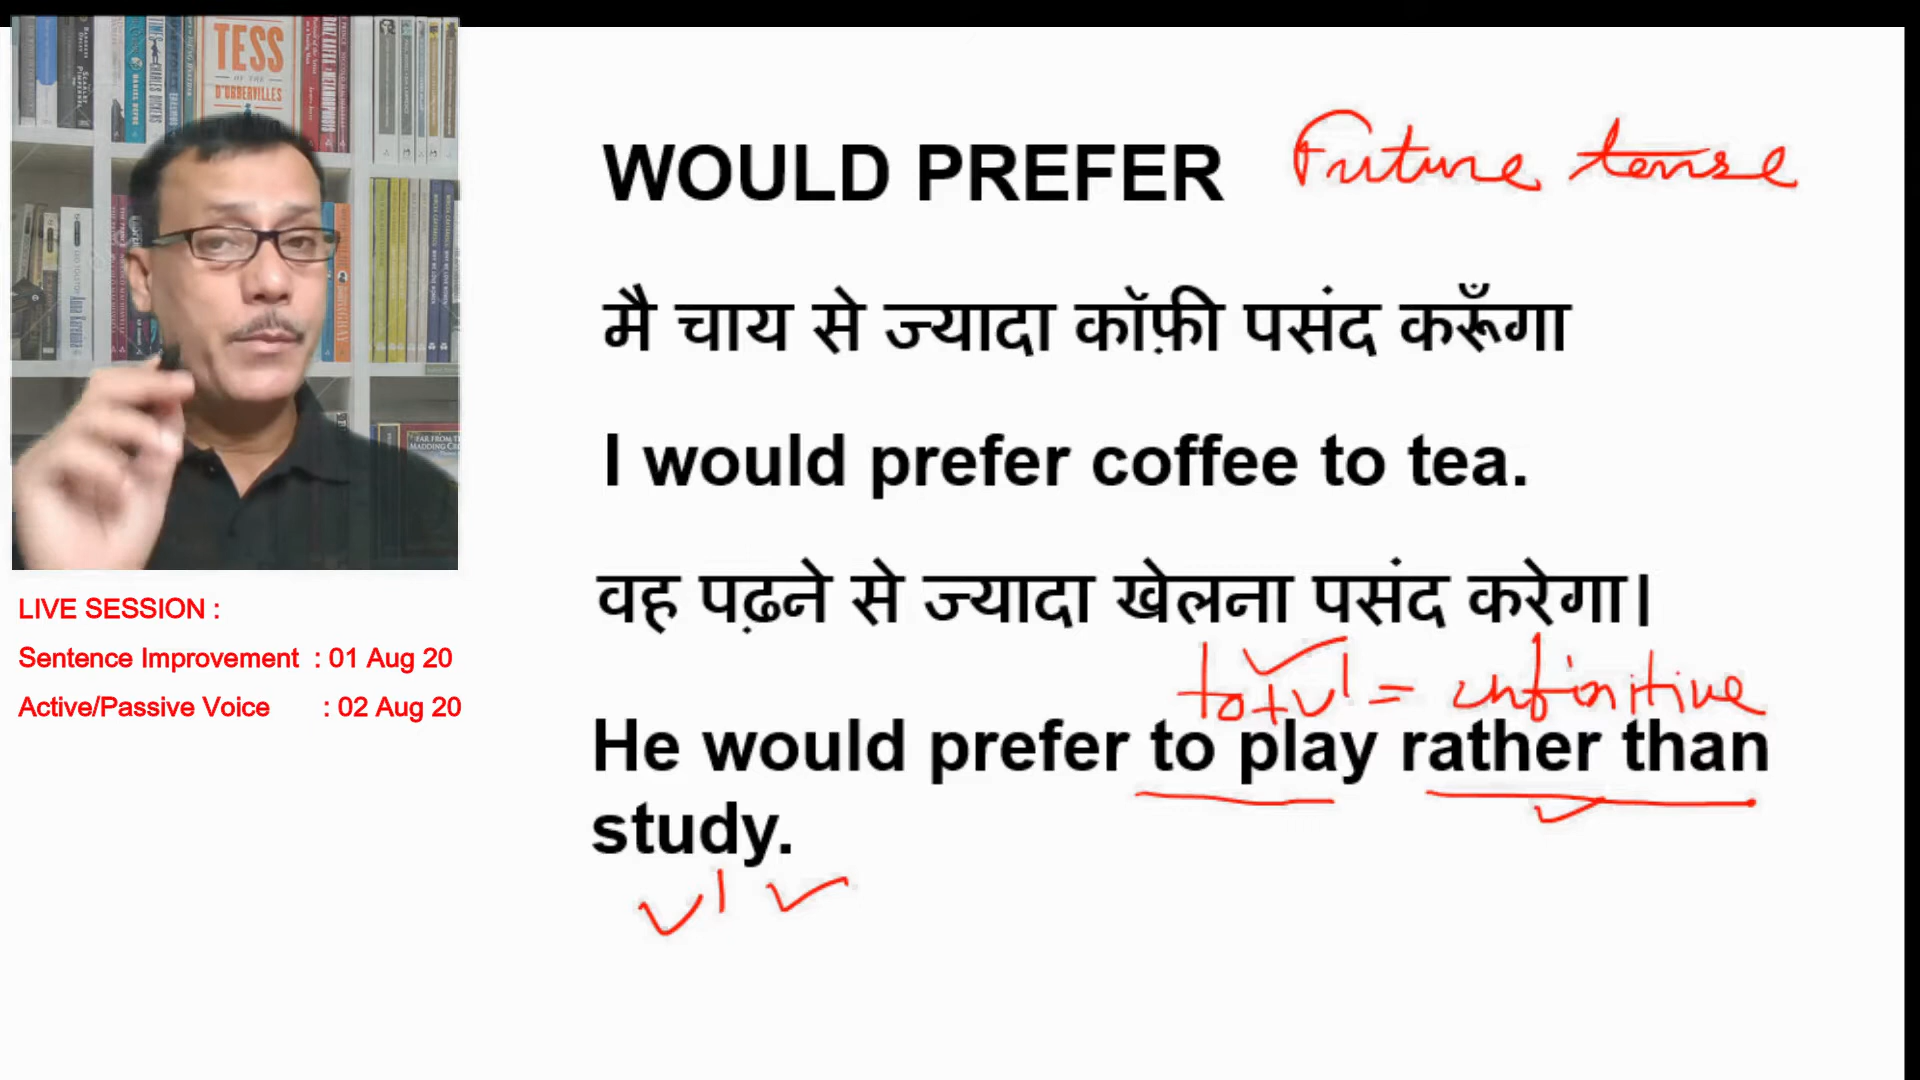 TESS
OF THE
D'URBERVILLES
WOULD PREFER Future tense
मै चाय से ज्यादा कॉफ़ी पसंद करूँगा
I would prefer coffee to tea.
वह पढ़ने से ज्यादा खेलना पसंद करेगा।
to+v1 = infinitive
He would prefer to play rather than
study.
v1
LIVE SESSION :
Sentence Improvement : 01 Aug 20
Active/Passive Voice : 02 Aug 20